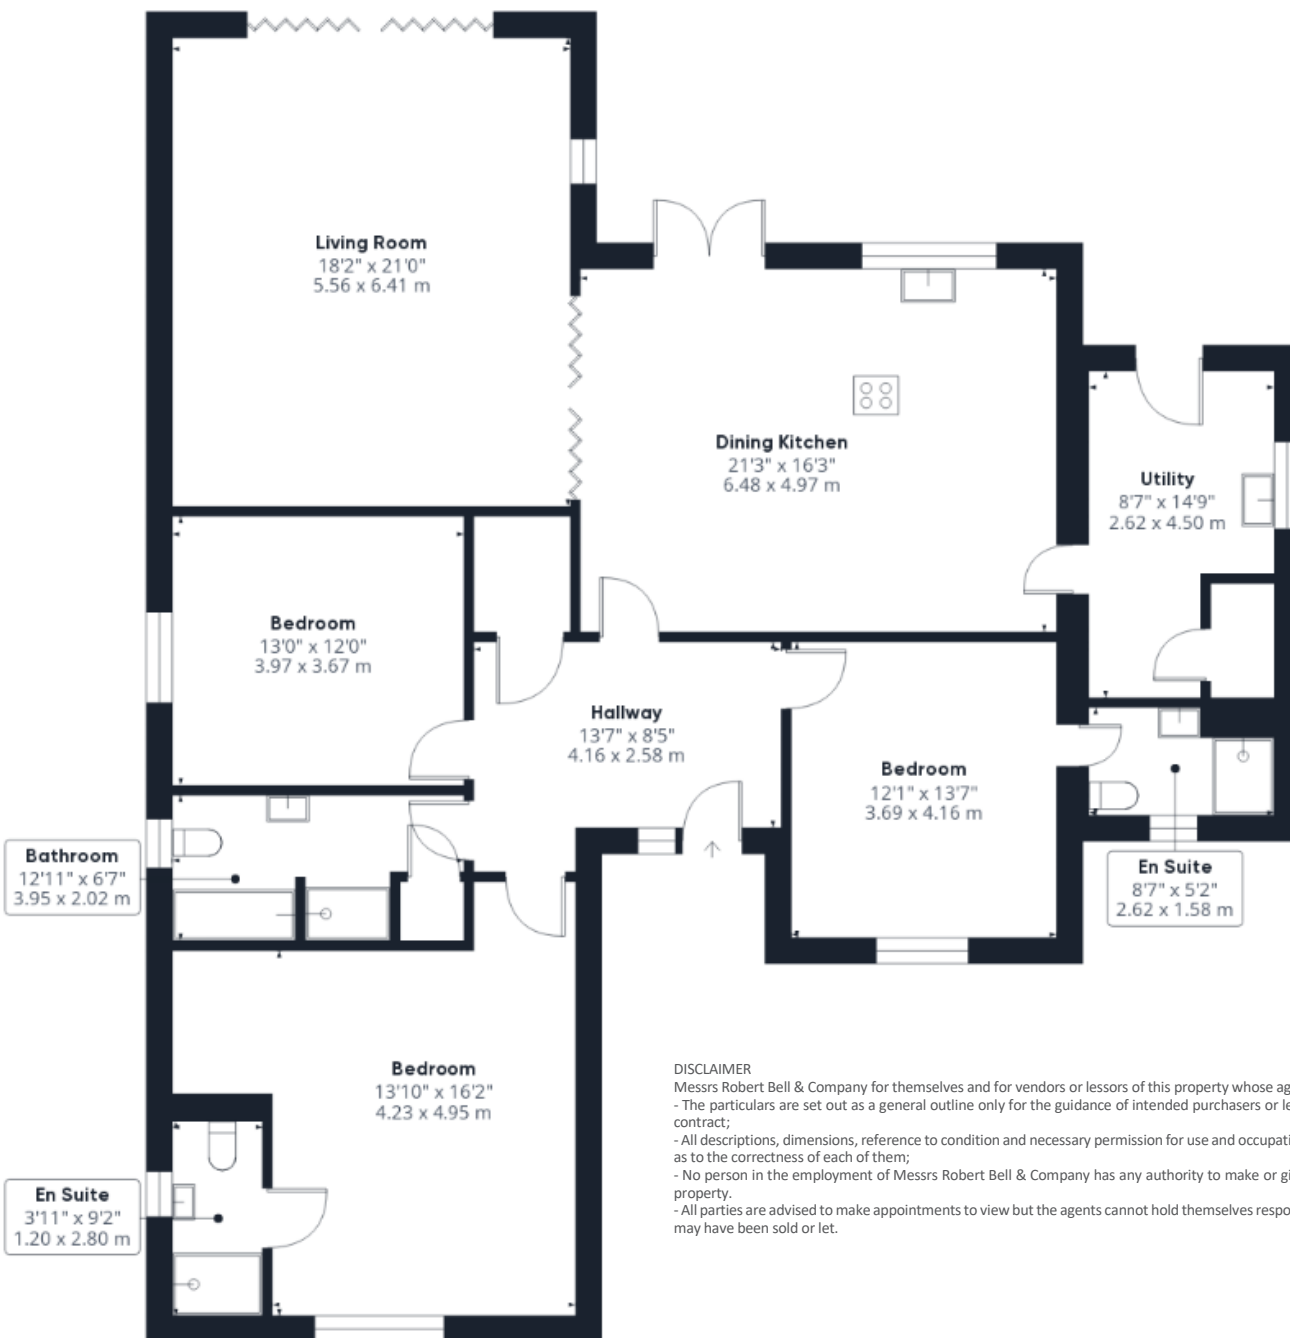 Living Room
18'2" x 21'0"
5.56 x 6.41 m
Dining Kitchen
21'3" x 16'3"
6.48 x 4.97 m
Utility
8'7" x 14'9"
2.62 x 4.50 m
Bedroom
13'0" x 12'0"
3.97 x 3.67 m
Hallway
13'7" x 8'5"
4.16 x 2.58 m
Bedroom
12'1" x 13'7"
3.69 x 4.16 m
Bathroom
12'11" x 6'7"
3.95 x 2.02 m
En Suite
8'7" x 5'2"
2.62 x 1.58 m
Bedroom
13'10" x 16'2"
4.23 x 4.95 m
En Suite
3'11" x 9'2"
1.20 x 2.80 m
DISCLAIMER
Messrs Robert Bell & Company for themselves and for vendors or lessors of this property whose ag
- The particulars are set out as a general outline only for the guidance of intended purchasers or le
contract;
- All descriptions, dimensions, reference to condition and necessary permission for use and occupati
as to the correctness of each of them;
- No person in the employment of Messrs Robert Bell & Company has any authority to make or gi
property.
- All parties are advised to make appointments to view but the agents cannot hold themselves respo
may have been sold or let.